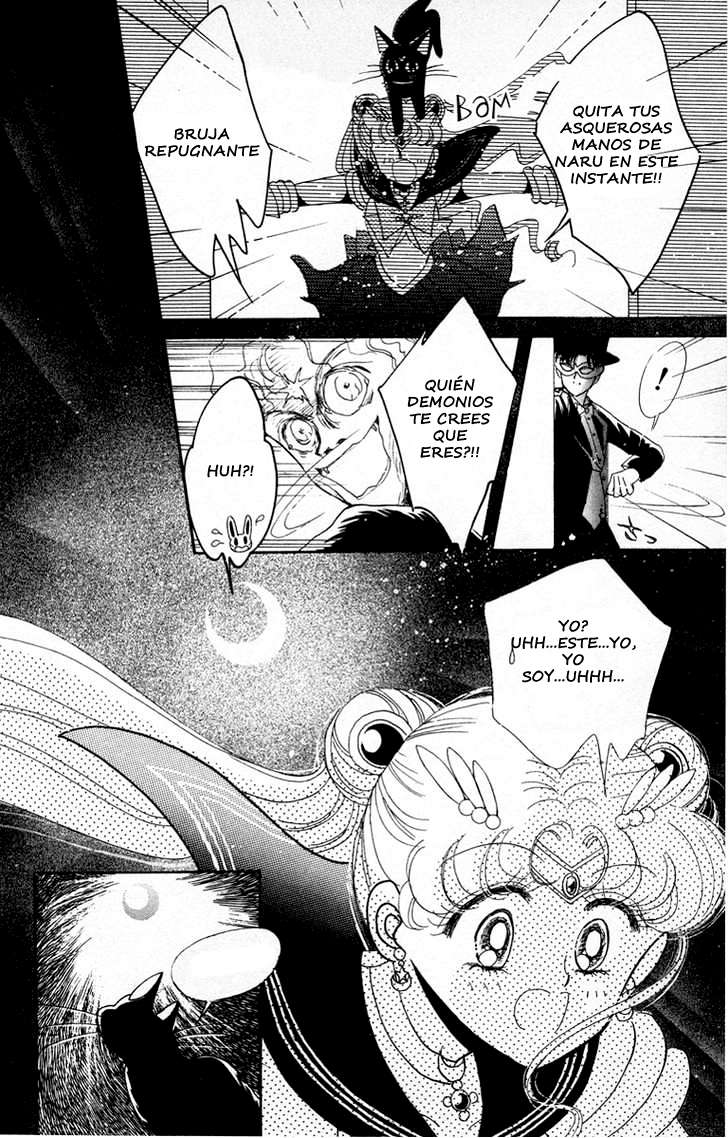 QUITA TUS
ASQUEROSAS
MANOS DE
NARU EN ESTE
INSTANTE!!
BAM
BRUJA
REPUGNANTE
!
QUIÉN
DEMONIOS
TE CREES
QUE
ERES?!!
HUH?!
YO?
UHH...ESTE...YO,
YO
SOY...UHHH...